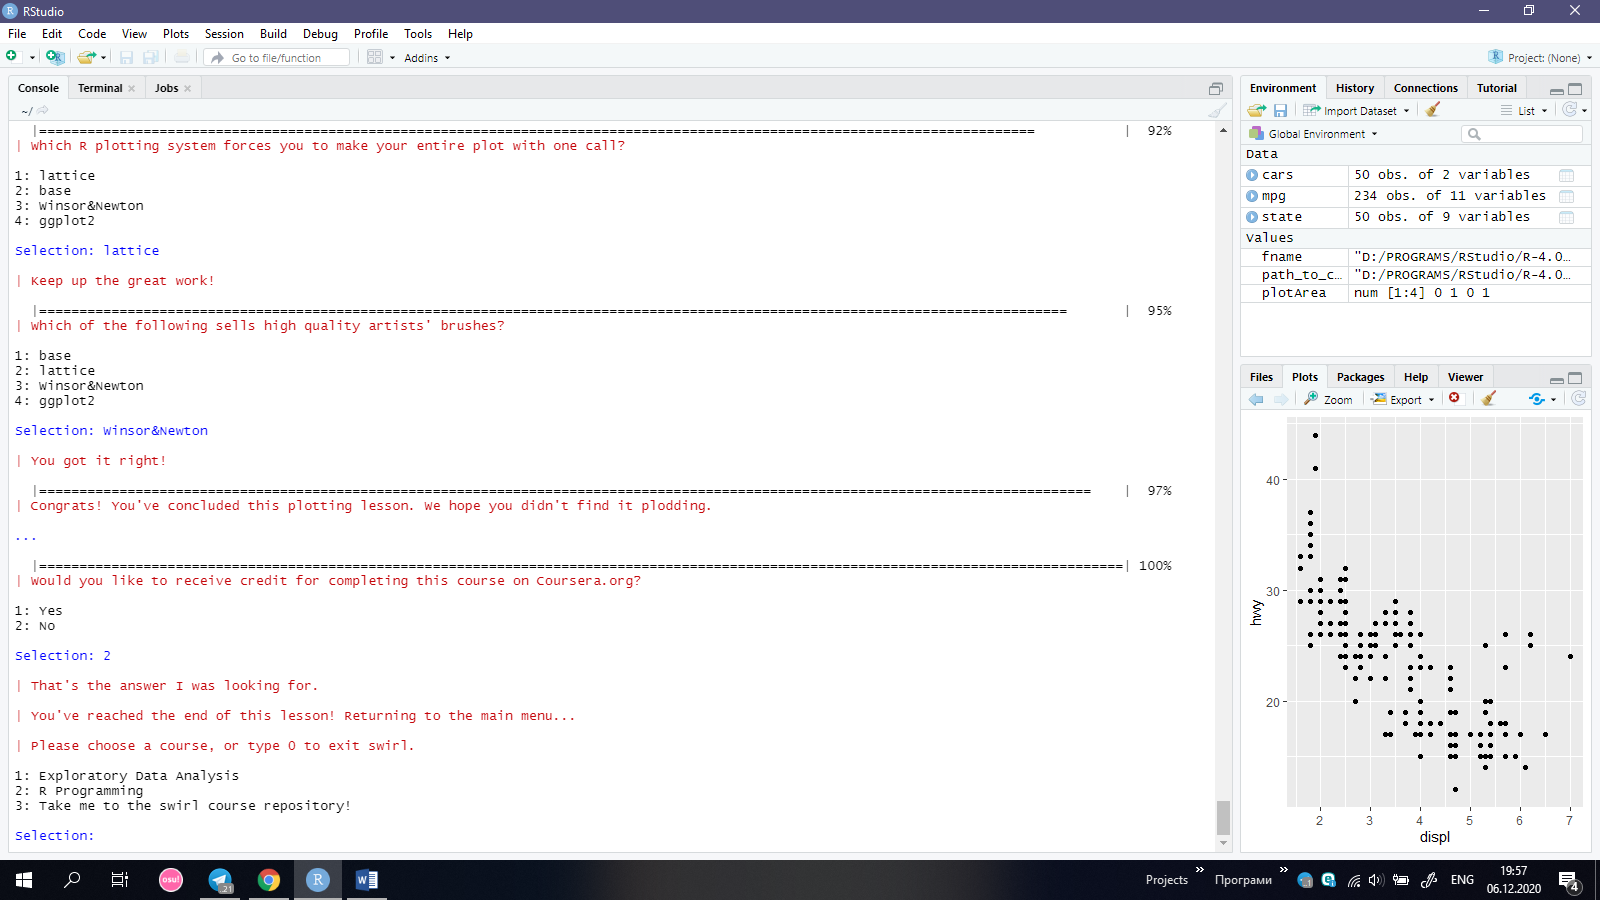 RStudio
File Edit Code View Plots Session Build Debug Profile Tools Help
Go to file/function Addins Project: (None)
Console Terminal Jobs
~/
|============================================================================================================================ | 92%
| Which R plotting system forces you to make your entire plot with one call?
1: lattice
2: base
3: Winsor&Newton
4: ggplot2
Selection: lattice
| Keep up the great work!
|================================================================================================================================ | 95%
| Which of the following sells high quality artists' brushes?
1: base
2: lattice
3: Winsor&Newton
4: ggplot2
Selection: Winsor&Newton
| You got it right!
|=================================================================================================================================== | 97%
| Congrats! You've concluded this plotting lesson. We hope you didn't find it plodding.
...
|=======================================================================================================================================| 100%
| Would you like to receive credit for completing this course on Coursera.org?
1: Yes
2: No
Selection: 2
| That's the answer I was looking for.
| You've reached the end of this lesson! Returning to the main menu...
| Please choose a course, or type 0 to exit swirl.
1: Exploratory Data Analysis
2: R Programming
3: Take me to the swirl course repository!
Selection:
Environment History Connections Tutorial
Import Dataset List
Global Environment
Data
cars 50 obs. of 2 variables
mpg 234 obs. of 11 variables
state 50 obs. of 9 variables
Values
fname "D:/PROGRAMS/RStudio/R-4.0…
path_to_c… "D:/PROGRAMS/RStudio/R-4.0…
plotArea num [1:4] 0 1 0 1
Files Plots Packages Help Viewer
Zoom Export
40
30
20
hwy
2 3 4 5 6 7
displ
osu! 21 R W Projects » Програми » ENG 19:57
06.12.2020 4